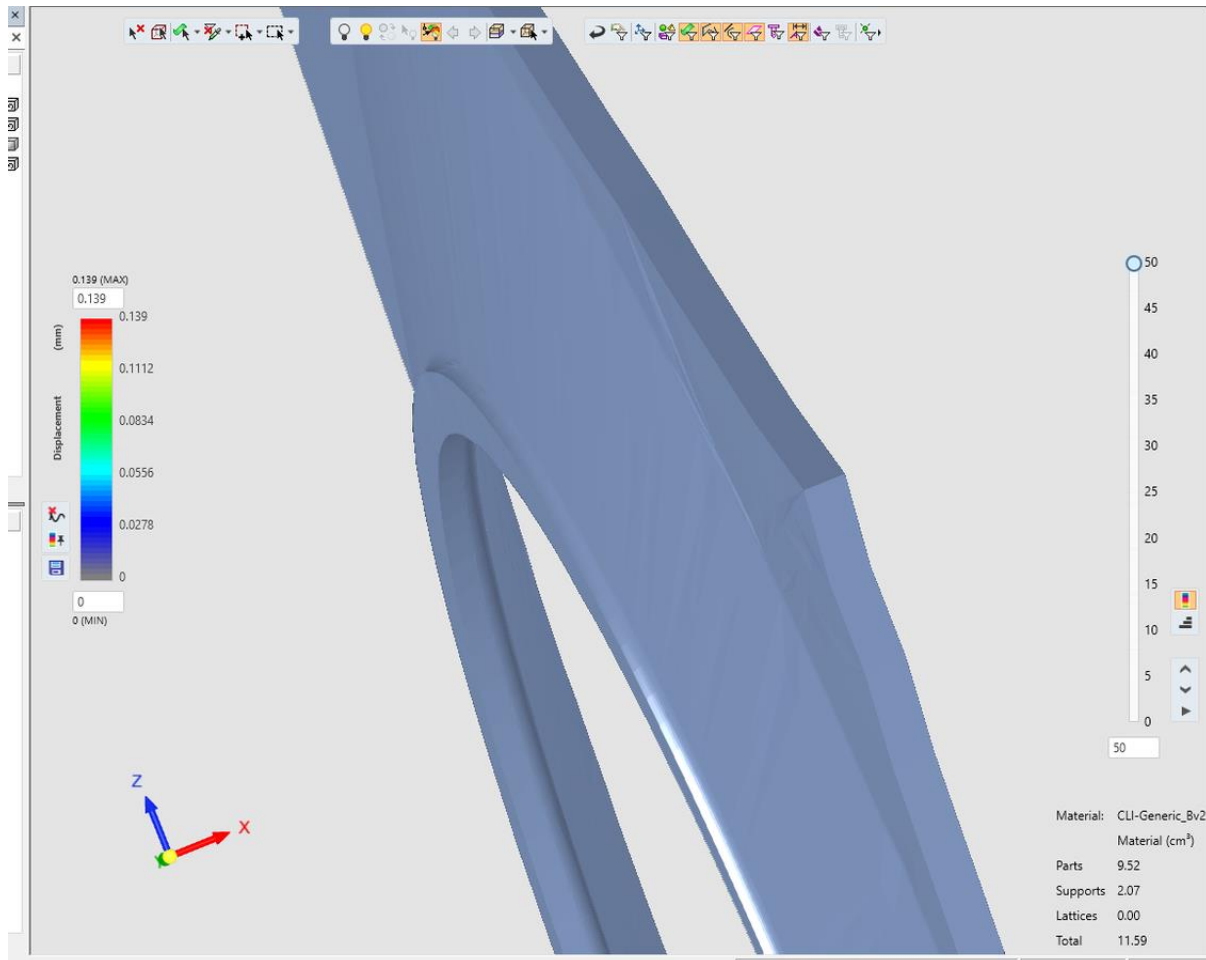 0.139 (MAX)
0.139
0.139
(mm)
0.1112
Displacement
0.0834
0.0556
0.0278
0
0
0 (MIN)
50
45
40
35
30
25
20
15
10
5
0
50
Z
X
Material: CLI-Generic_Bv2
Material (cm³)
Parts 9.52
Supports 2.07
Lattices 0.00
Total 11.59